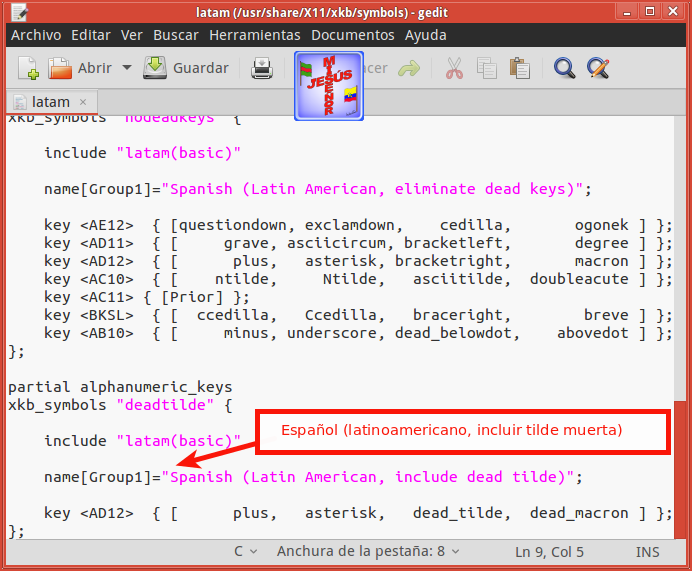 latam (/usr/share/X11/xkb/symbols) - gedit
Archivo Editar Ver Buscar Herramientas Documentos Ayuda
Abrir Guardar
MISENOR
JESÚS
latam
xkb_symbols "nodeadkeys" {
include "latam(basic)"
name[Group1]="Spanish (Latin American, eliminate dead keys)";
key <AE12> { [questiondown, exclamdown, cedilla, ogonek ] };
key <AD11> { [ grave, asciicircum, bracketleft, degree ] };
key <AD12> { [ plus, asterisk, bracketright, macron ] };
key <AC10> { [ ntilde, Ntilde, asciitilde, doubleacute ] };
key <AC11> { [Prior] };
key <BKSL> { [ ccedilla, Ccedilla, braceright, breve ] };
key <AB10> { [ minus, underscore, dead_belowdot, abovedot ] };
};
partial alphanumeric_keys
xkb_symbols "deadtilde" {
Español (latinoamericano, incluir tilde muerta)
include "latam(basic)"
name[Group1]="Spanish (Latin American, include dead tilde)";
key <AD12> { [ plus, asterisk, dead_tilde, dead_macron ] };
};
C Anchura de la pestaña: 8 Ln 9, Col 5 INS